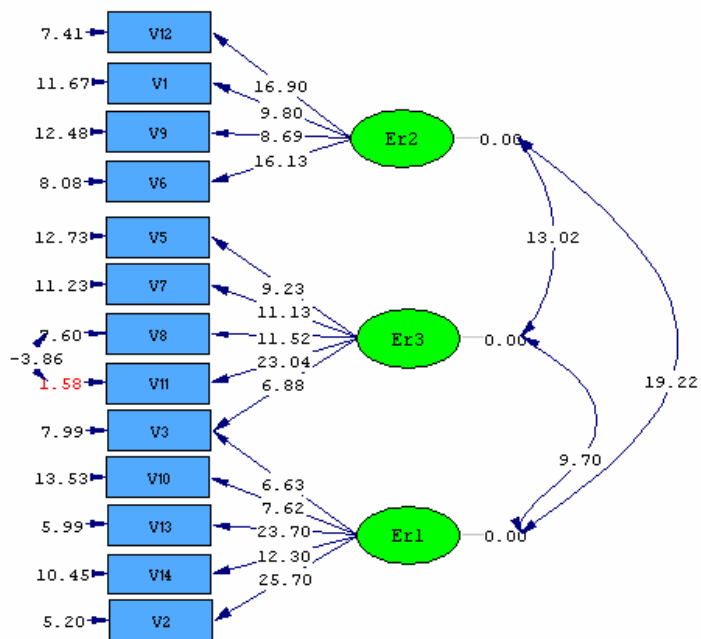 7.41 V12
16.90
11.67 V1
9.80
12.48 V9
8.69 Er2 0.00
16.13
8.08 V6
12.73 V5
13.02
9.23
11.23 V7
11.13
7.60 V8
11.52 Er3 0.00
-3.86
23.04
1.58 V11
6.88
19.22
7.99 V3
9.70
6.63
13.53 V10
7.62
5.99 V13
23.70 Er1 0.00
12.30
10.45 V14
25.70
5.20 V2